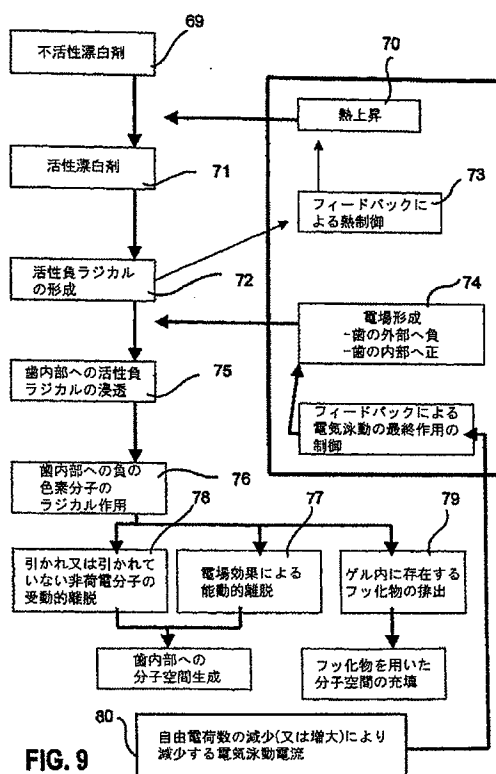 69
不活性漂白剤
70
熱上昇
活性漂白剤
71
73
フィードバックに
よる熱制御
活性負ラジカル
の形成
72
74
電場形成
-歯の外部へ負
-歯の内部へ正
歯内部への活性負
ラジカルの浸透
75
フィードバックによる
電気泳動の最終作用の
制御
歯内部への負の
色素分子の
ラジカル作用
76
78
77
79
引かれ又は引かれて
いない非荷電分子の
受動的離脱
電場効果による
能動的離脱
ゲル内に存在する
フッ化物の排出
歯内部への
分子空間生成
フッ化物を用いた
分子空間の充填
80
自由電荷数の減少(又は増大)により
減少する電気泳動電流
FIG. 9